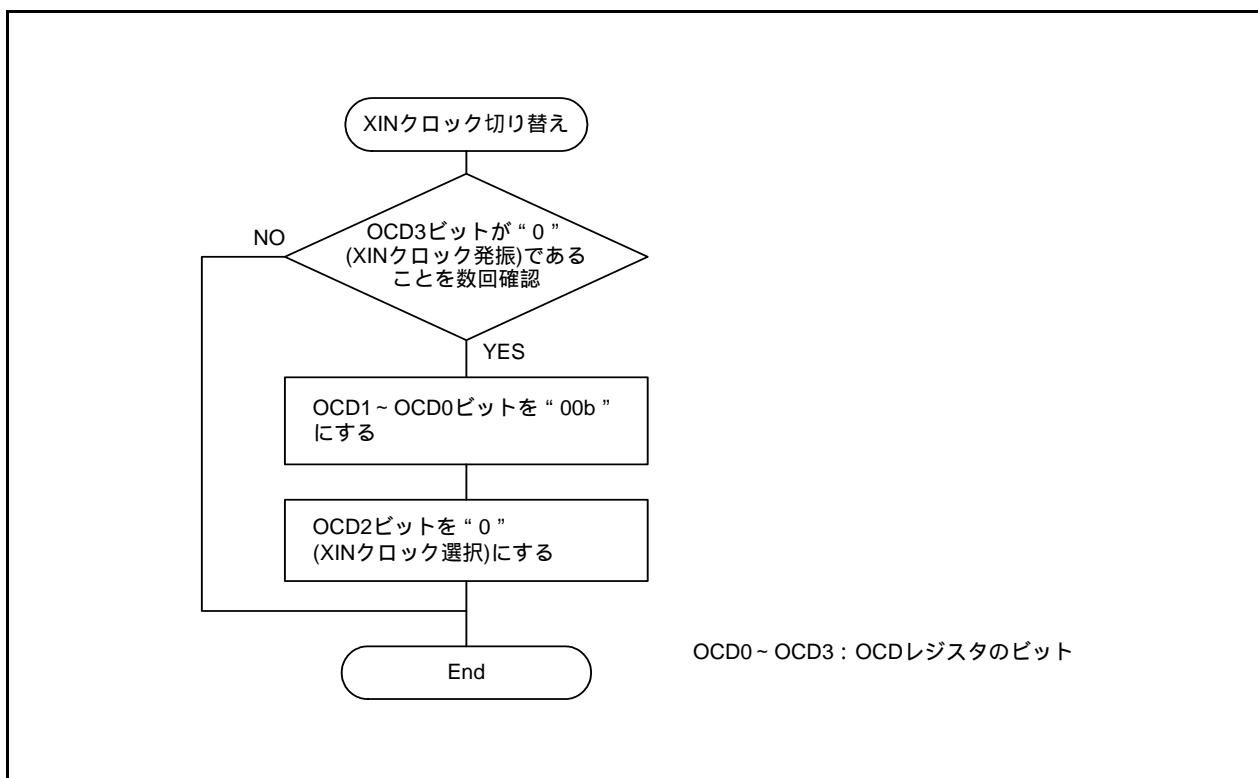 XINクロック切り替え
OCD3ビットが“0”
(XINクロック発振)である
ことを数回確認
NO
YES
OCD1~OCD0ビットを“00b”
にする
OCD2ビットを“0”
(XINクロック選択)にする
End
OCD0~OCD3:OCDレジスタのビット